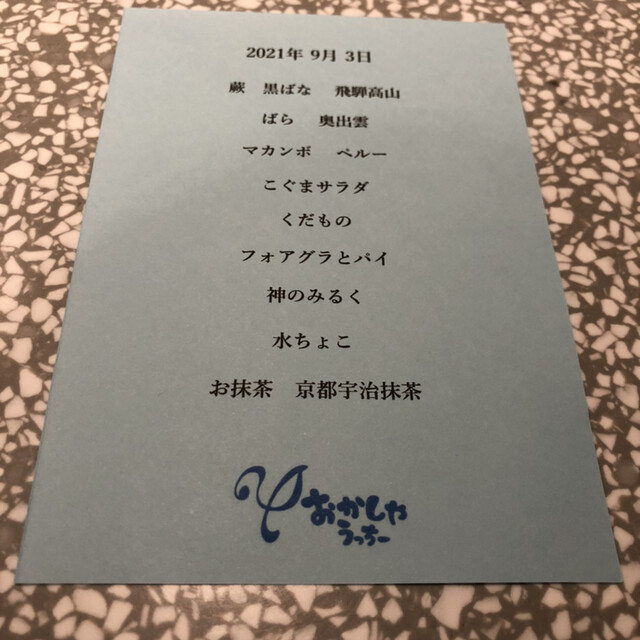 2021年 9月 3日
蕨　黒ばな　飛騨高山
ばら　奥出雲
マカンボ　ペルー
こぐまサラダ
くだもの
フォアグラとパイ
神のみるく
水ちょこ
お抹茶　京都宇治抹茶
おかしや
うっちー